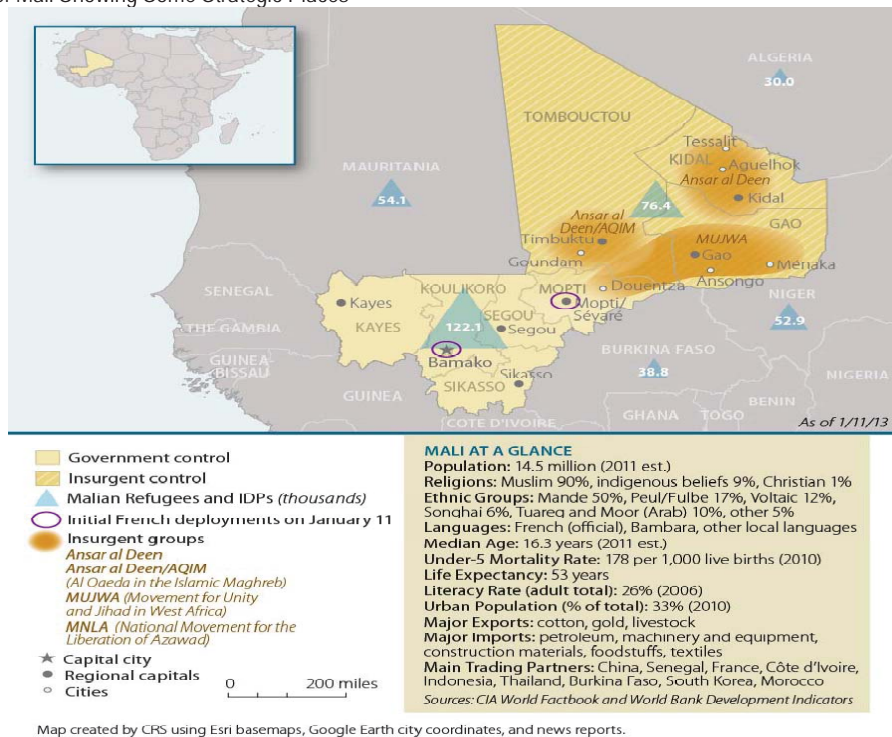 of Mali Showing Some Strategic Places
ALGERIA
30.0
TOMBOUCTOU
Tessalit
KIDAL
Aguelhok
Ansar al Deen
MAURITANIA
54.1
76.4
Kidal
Ansar al
Deen/AQIM
GAO
MUJWA
Timbuktu
Gao
Goundam
Ansongo
Menaka
KOULIKORO
MOPTI
Douentza
SENEGAL
Kayes
Mopti/
Sévaré
NIGER
SEGOU
52.9
KAYES
122.1
Segou
THE GAMBIA
Bamako
BURKINA FASO
38.8
GUINEA-
BISSAU
Sikasso
NIGERIA
SIKASSO
BENIN
GUINEA
GHANA
TOGO
COTE D'IVOIRE
As of 1/11/13
Government control
Insurgent control
Malian Refugees and IDPs (thousands)
Initial French deployments on January 11
Insurgent groups
Ansar al Deen
Ansar al Deen/AQIM
(Al Qaeda in the Islamic Maghreb)
MUJWA (Movement for Unity
and Jihad in West Africa)
MNLA (National Movement for the
Liberation of Azawad)
Capital city
Regional capitals
Cities
0 200 miles
MALI AT A GLANCE
Population: 14.5 million (2011 est.)
Religions: Muslim 90%, indigenous beliefs 9%, Christian 1%
Ethnic Groups: Mande 50%, Peul/Fulbe 17%, Voltaic 12%,
Songhai 6%, Tuareg and Moor (Arab) 10%, other 5%
Languages: French (official), Bambara, other local languages
Median Age: 16.3 years (2011 est.)
Under-5 Mortality Rate: 178 per 1,000 live births (2010)
Life Expectancy: 53 years
Literacy Rate (adult total): 26% (2006)
Urban Population (% of total): 33% (2010)
Major Exports: cotton, gold, livestock
Major Imports: petroleum, machinery and equipment,
construction materials, foodstuffs, textiles
Main Trading Partners: China, Senegal, France, Côte d'Ivoire,
Indonesia, Thailand, Burkina Faso, South Korea, Morocco
Sources: CIA World Factbook and World Bank Development Indicators
Map created by CRS using Esri basemaps, Google Earth city coordinates, and news reports.